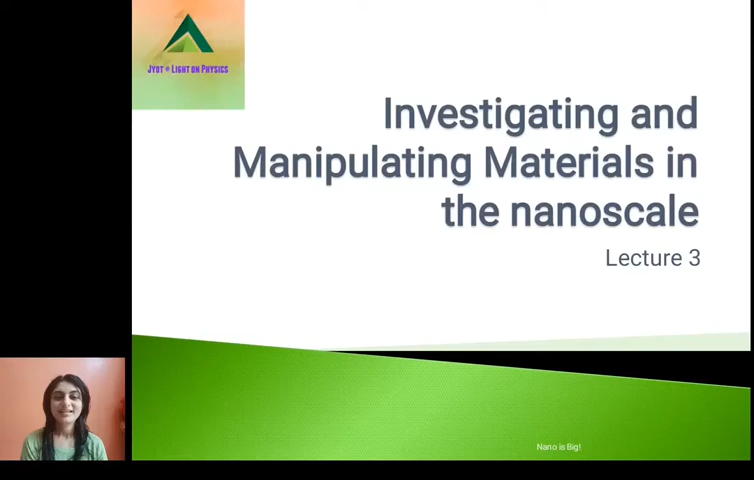 Jyot = Light on Physics
Investigating and
Manipulating Materials in
the nanoscale
Lecture 3
Nano is Big!